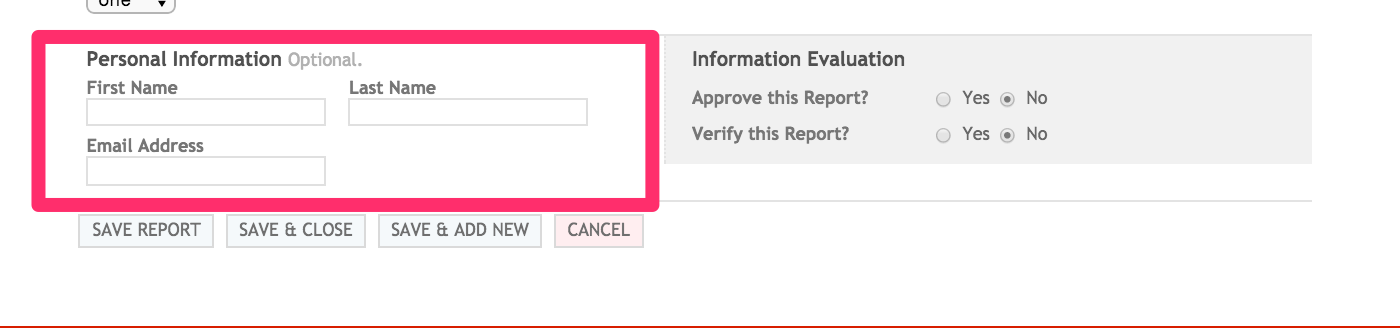 one
Personal Information Optional.
First Name
Last Name
Email Address
Information Evaluation
Approve this Report? Yes No
Verify this Report? Yes No
SAVE REPORT
SAVE & CLOSE
SAVE & ADD NEW
CANCEL